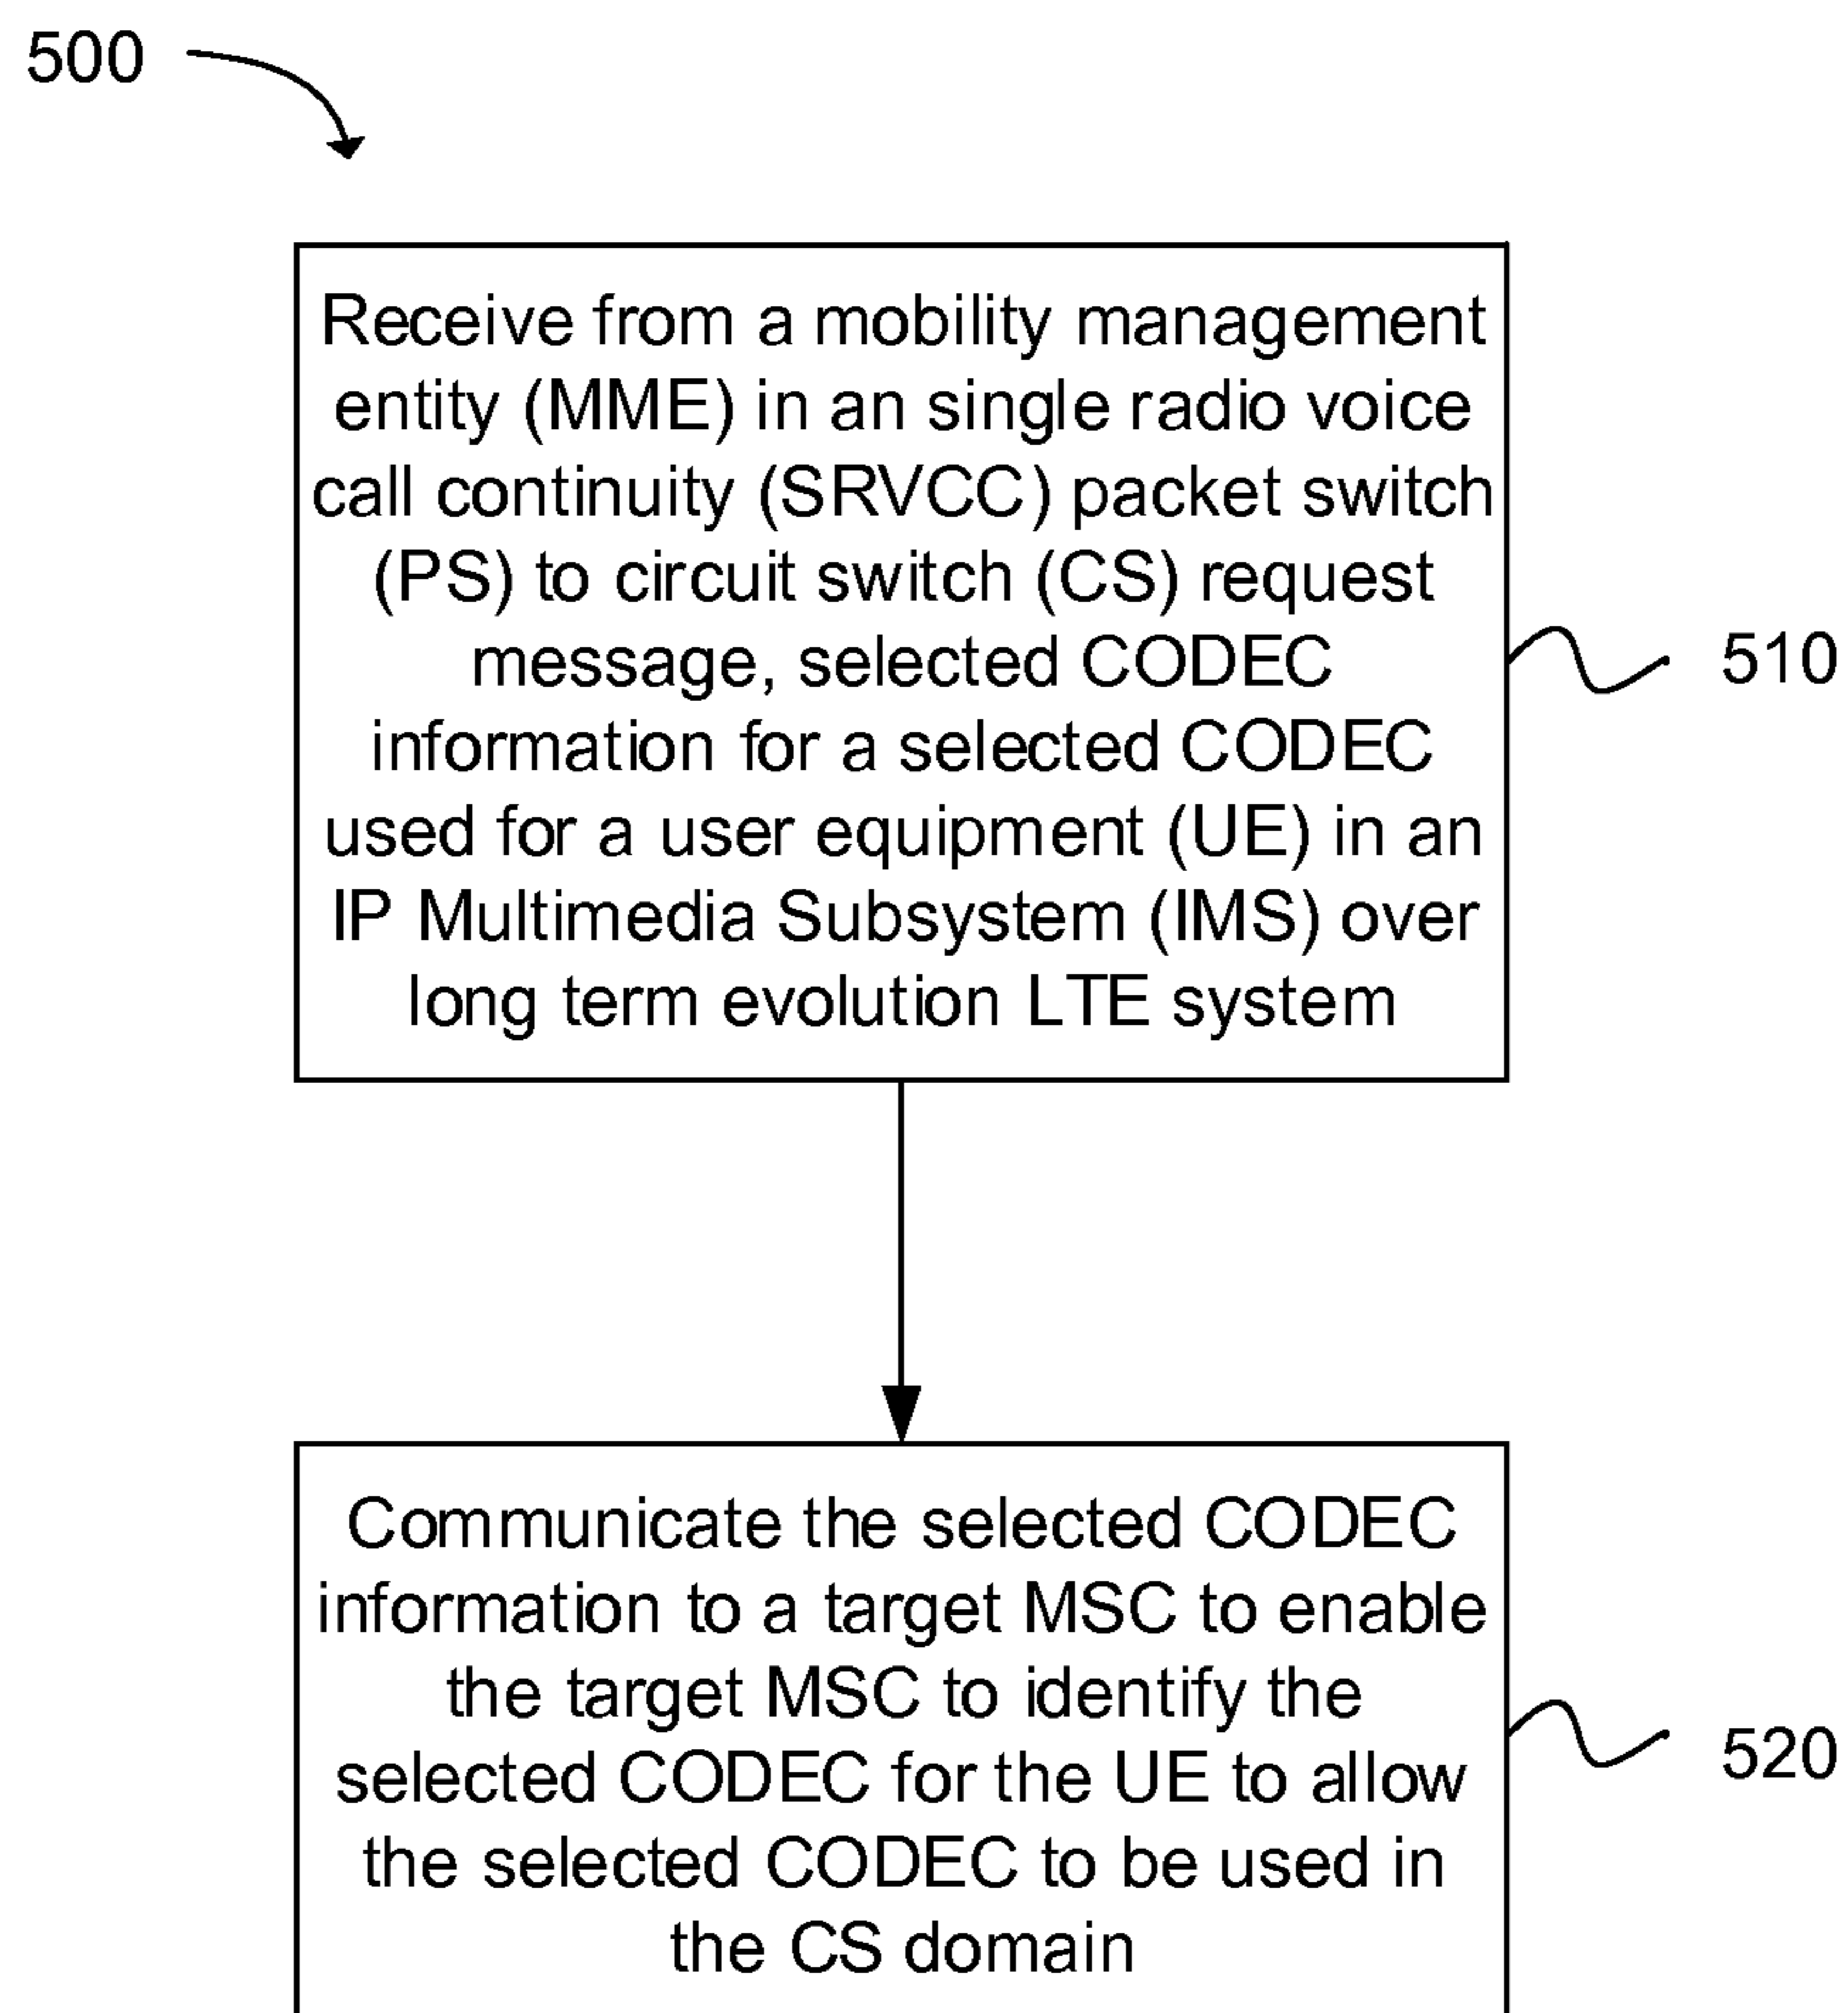 500
Receive from a mobility management
entity (MME) in an single radio voice
call continuity (SRVCC) packet switch
(PS) to circuit switch (CS) request
message, selected CODEC
information for a selected CODEC
used for a user equipment (UE) in an
IP Multimedia Subsystem (IMS) over
long term evolution LTE system
510
Communicate the selected CODEC
information to a target MSC to enable
the target MSC to identify the
selected CODEC for the UE to allow
the selected CODEC to be used in
the CS domain
520